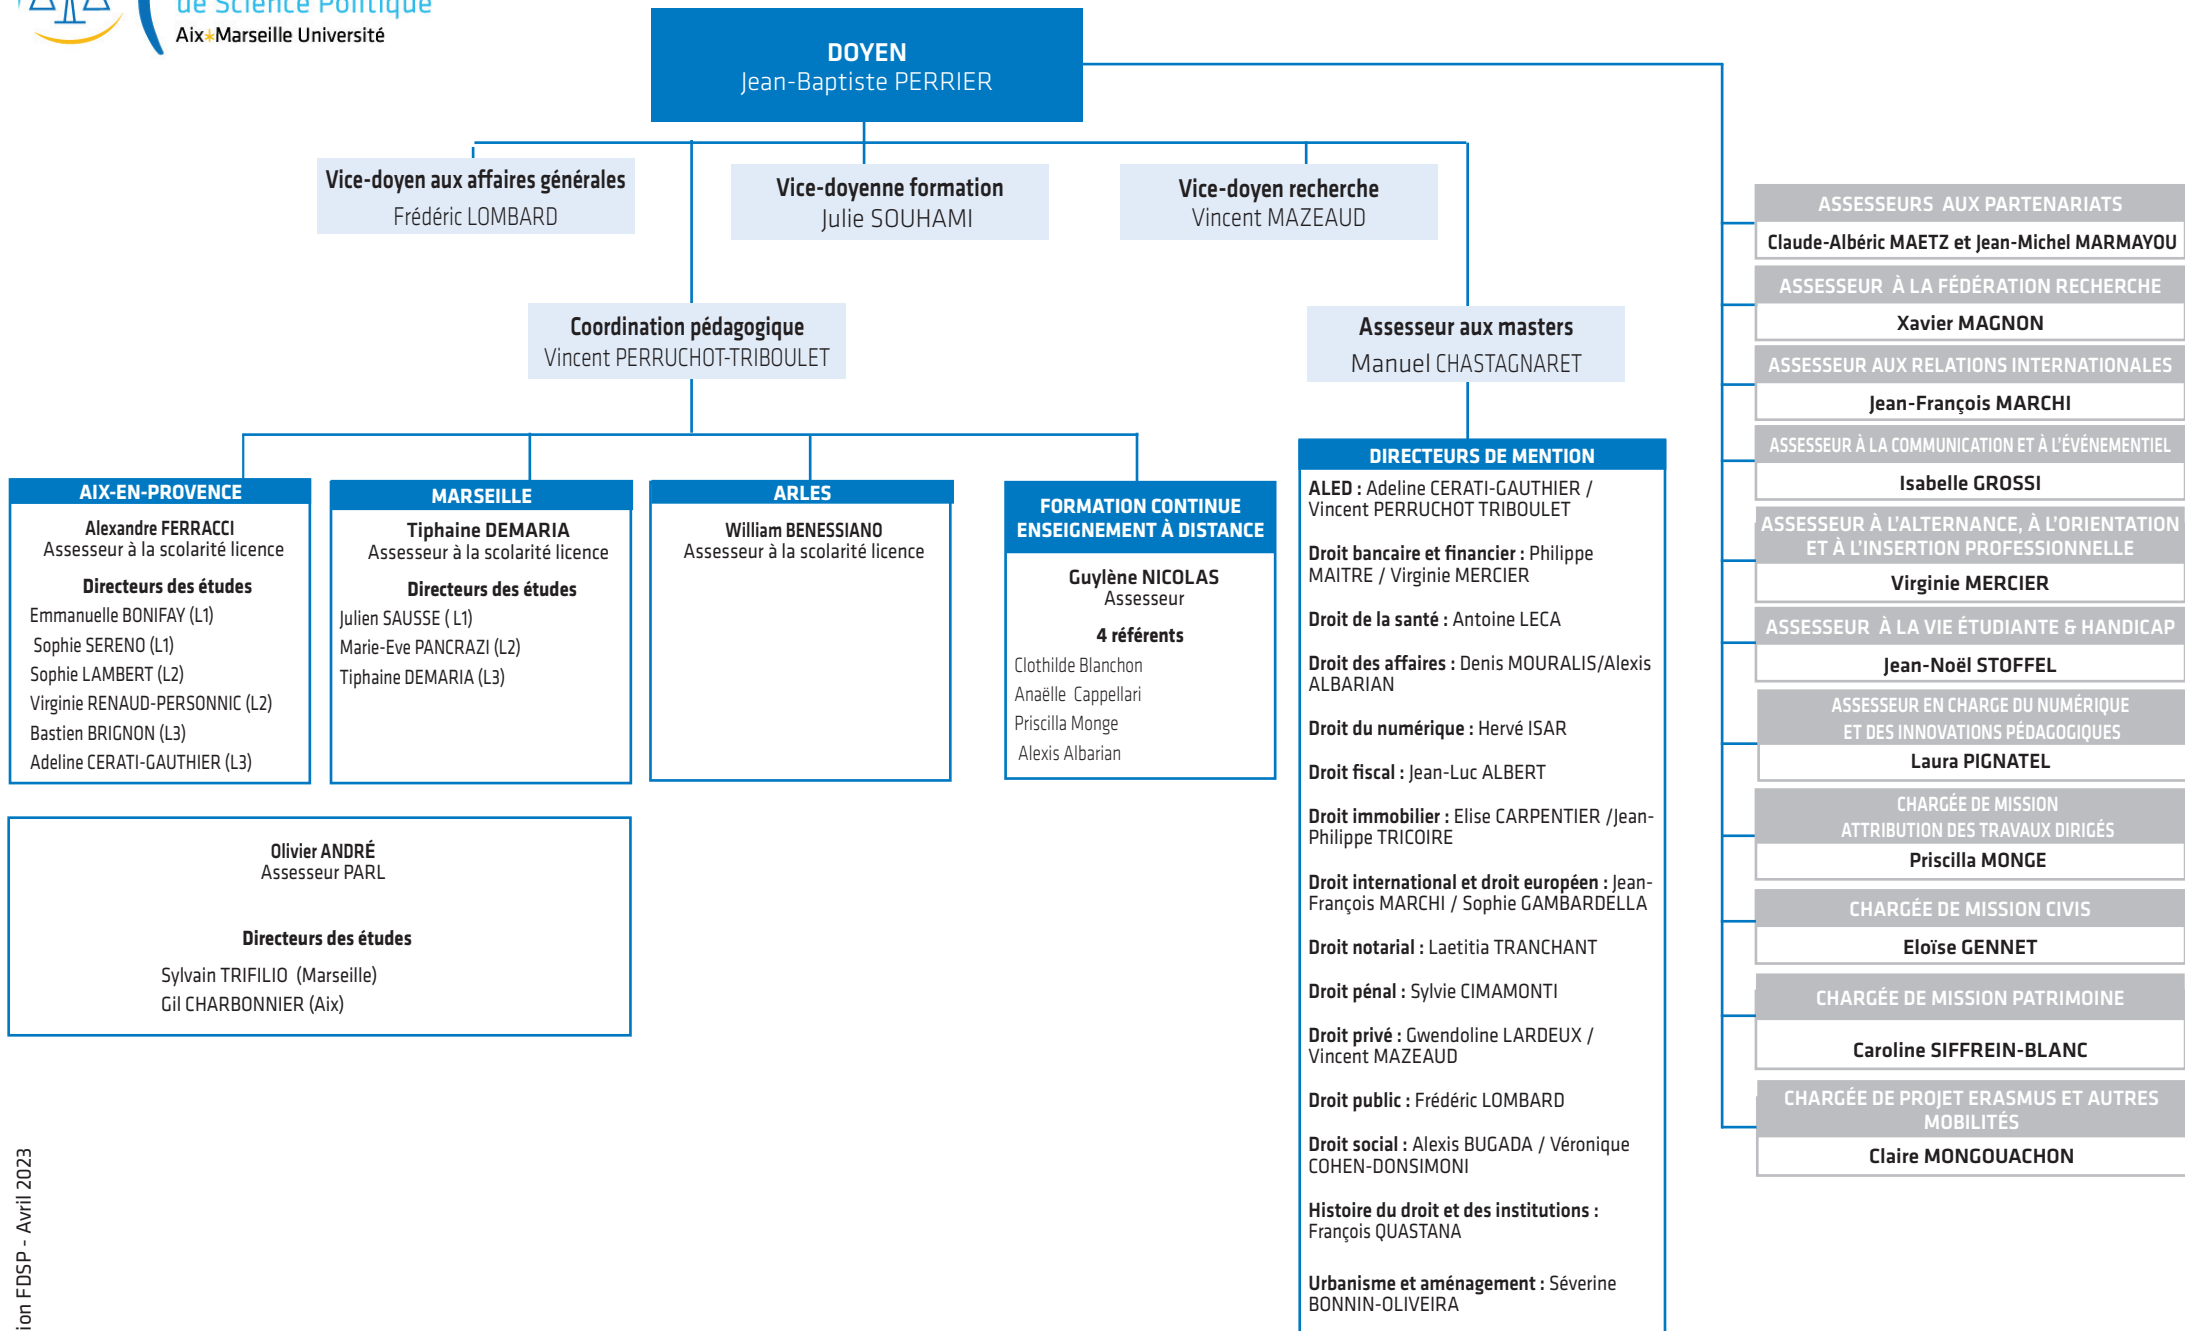 de Science Politique
Aix*Marseille Université
DOYEN
Jean-Baptiste PERRIER
Vice-doyen aux affaires générales
Frédéric LOMBARD
Vice-doyenne formation
Julie SOUHAMI
Vice-doyen recherche
Vincent MAZEAUD
Coordination pédagogique
Vincent PERRUCHOT-TRIBOULET
Assesseur aux masters
Manuel CHASTAGNARET
AIX-EN-PROVENCE
Alexandre FERRACCI
Assesseur à la scolarité licence
Directeurs des études
Emmanuelle BONIFAY (L1)
Sophie SERENO (L1)
Sophie LAMBERT (L2)
Virginie RENAUD-PERSONNIC (L2)
Bastien BRIGNON (L3)
Adeline CERATI-GAUTHIER (L3)
MARSEILLE
Tiphaine DEMARIA
Assesseur à la scolarité licence
Directeurs des études
Julien SAUSSE ( L1)
Marie-Eve PANCRAZI (L2)
Tiphaine DEMARIA (L3)
ARLES
William BENESSIANO
Assesseur à la scolarité licence
FORMATION CONTINUE
ENSEIGNEMENT À DISTANCE
Guylène NICOLAS
Assesseur
4 référents
Clothilde Blanchon
Anaëlle Cappellari
Priscilla Monge
Alexis Albarian
Olivier ANDRÉ
Assesseur PARL
Directeurs des études
Sylvain TRIFILIO (Marseille)
Gil CHARBONNIER (Aix)
DIRECTEURS DE MENTION
ALED : Adeline CERATI-GAUTHIER /
Vincent PERRUCHOT TRIBOULET
Droit bancaire et financier : Philippe
MAITRE / Virginie MERCIER
Droit de la santé : Antoine LECA
Droit des affaires : Denis MOURALIS/Alexis
ALBARIAN
Droit du numérique : Hervé ISAR
Droit fiscal : Jean-Luc ALBERT
Droit immobilier : Elise CARPENTIER /Jean-
Philippe TRICOIRE
Droit international et droit européen : Jean-
François MARCHI / Sophie GAMBARDELLA
Droit notarial : Laetitia TRANCHANT
Droit pénal : Sylvie CIMAMONTI
Droit privé : Gwendoline LARDEUX /
Vincent MAZEAUD
Droit public : Frédéric LOMBARD
Droit social : Alexis BUGADA / Véronique
COHEN-DONSIMONI
Histoire du droit et des institutions :
François QUASTANA
Urbanisme et aménagement : Séverine
BONNIN-OLIVEIRA
ASSESSEURS AUX PARTENARIATS
Claude-Albéric MAETZ et Jean-Michel MARMAYOU
ASSESSEUR À LA FÉDÉRATION RECHERCHE
Xavier MAGNON
ASSESSEUR AUX RELATIONS INTERNATIONALES
Jean-François MARCHI
ASSESSEUR À LA COMMUNICATION ET À L'ÉVÉNEMENTIEL
Isabelle GROSSI
ASSESSEUR À L'ALTERNANCE, À L'ORIENTATION
ET À L'INSERTION PROFESSIONNELLE
Virginie MERCIER
ASSESSEUR À LA VIE ÉTUDIANTE & HANDICAP
Jean-Noël STOFFEL
ASSESSEUR EN CHARGE DU NUMÉRIQUE
ET DES INNOVATIONS PÉDAGOGIQUES
Laura PIGNATEL
CHARGÉE DE MISSION
ATTRIBUTION DES TRAVAUX DIRIGÉS
Priscilla MONGE
CHARGÉE DE MISSION CIVIS
Eloïse GENNET
CHARGÉE DE MISSION PATRIMOINE
Caroline SIFFREIN-BLANC
CHARGÉE DE PROJET ERASMUS ET AUTRES
MOBILITÉS
Claire MONGOUACHON
ion FDSP - Avril 2023